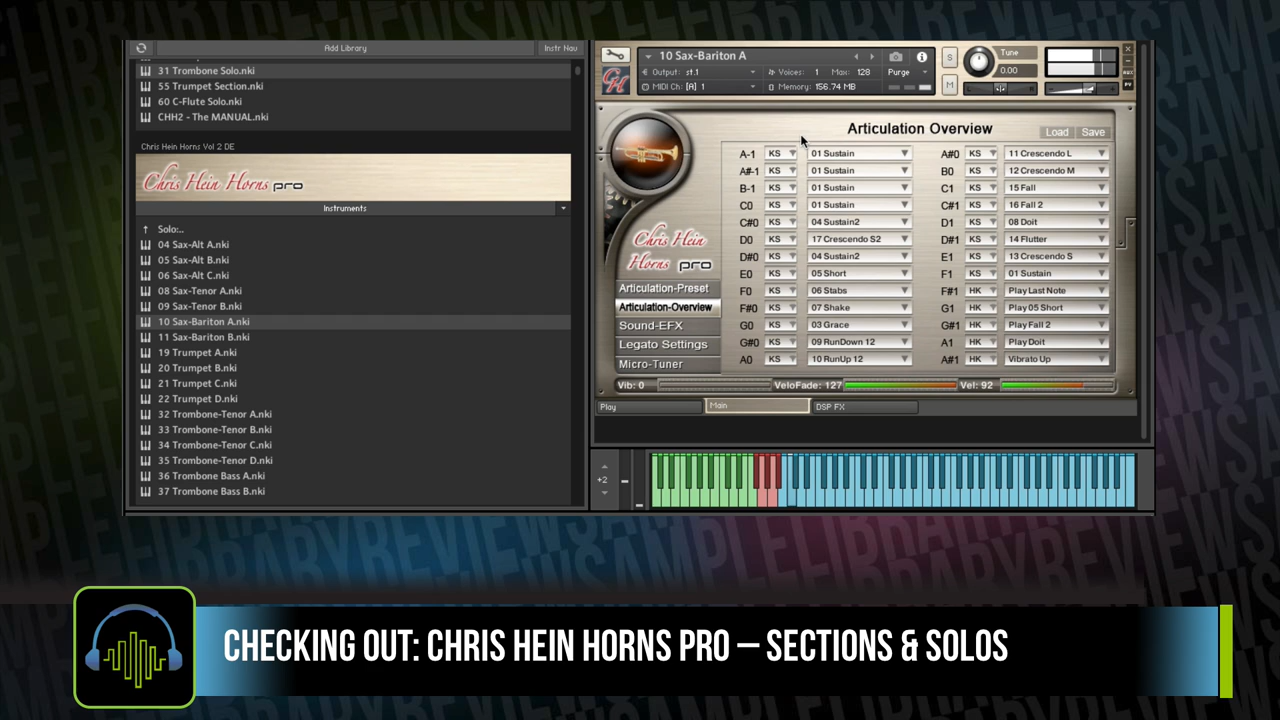 Add Library
Instr Nav
31 Trombone Solo.nki
55 Trumpet Section.nki
60 C-Flute Solo.nki
CHH2 - The MANUAL.nki
Chris Hein Horns Vol 2 DE
Chris Hein Horns pro
Instruments
Solo:..
04 Sax-Alt A.nki
05 Sax-Alt B.nki
06 Sax-Alt C.nki
08 Sax-Tenor A.nki
09 Sax-Tenor B.nki
10 Sax-Bariton A.nki
11 Sax-Bariton B.nki
19 Trumpet A.nki
20 Trumpet B.nki
21 Trumpet C.nki
22 Trumpet D.nki
32 Trombone-Tenor A.nki
33 Trombone-Tenor B.nki
34 Trombone-Tenor C.nki
35 Trombone-Tenor D.nki
36 Trombone Bass A.nki
37 Trombone Bass B.nki
10 Sax-Bariton A
Output: st.1 Voices: 1 Max: 128 Purge
MIDI Ch: [A] 1 Memory: 156.74 MB
S
M
Tune
0.00
AUX
PV
Articulation Overview
Load Save
A-1 KS 01 Sustain A#0 KS 11 Crescendo L
A#-1 KS 01 Sustain B0 KS 12 Crescendo M
B-1 KS 01 Sustain C1 KS 15 Fall
C0 KS 01 Sustain C#1 KS 16 Fall 2
C#0 KS 04 Sustain2 D1 KS 08 Doit
D0 KS 17 Crescendo S2 D#1 KS 14 Flutter
D#0 KS 04 Sustain2 E1 KS 13 Crescendo S
E0 KS 05 Short F1 KS 01 Sustain
F0 KS 06 Stabs F#1 HK Play Last Note
F#0 KS 07 Shake G1 HK Play 05 Short
G0 KS 03 Grace G#1 HK Play Fall 2
G#0 KS 09 RunDown 12 A1 HK Play Doit
A0 KS 10 RunUp 12 A#1 HK Vibrato Up
Chris Hein
Horns pro
Articulation-Preset
Articulation-Overview
Sound-EFX
Legato Settings
Micro-Tuner
Vib: 0 VeloFade: 127 Vel: 92
Play Main DSP FX
+2
CHECKING OUT: CHRIS HEIN HORNS PRO – SECTIONS & SOLOS